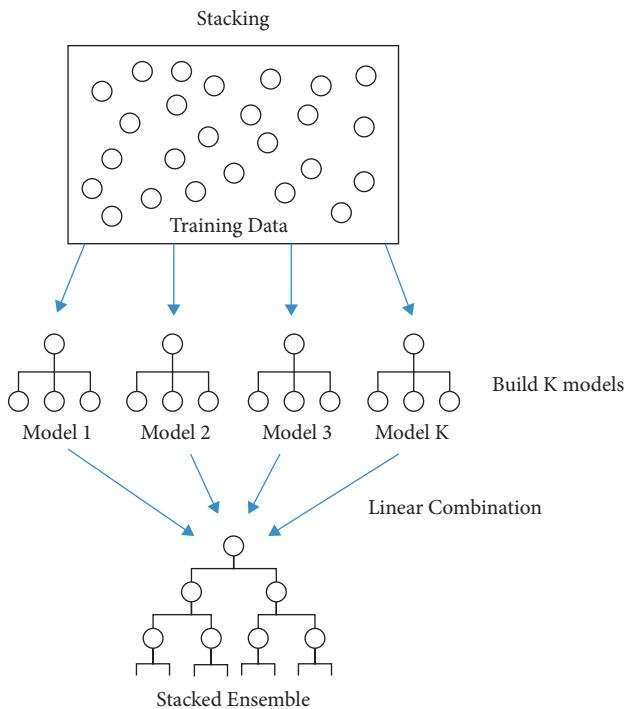 Stacking
Training Data
Build K models
Model 1
Model 2
Model 3
Model K
Linear Combination
Stacked Ensemble